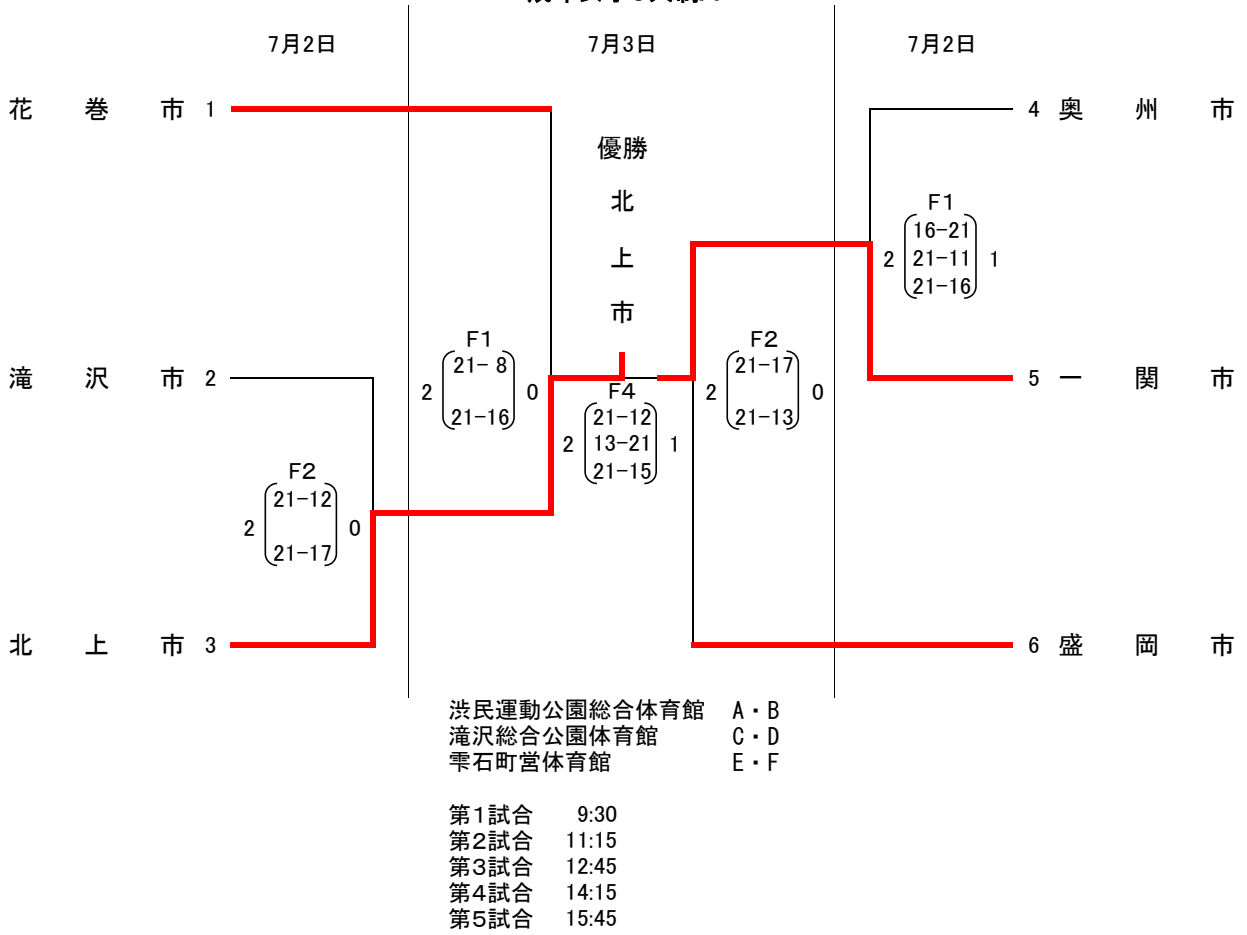 7月2日
7月3日
7月2日
花巻市 1
4 奥州市
優勝
北上市
F1
2 16-21 1
21-11
21-16
F1
2 21- 8 0
21-16
F2
2 21-17 0
21-13
滝沢市 2
5 一関市
F4
2 21-12 1
13-21
21-15
F2
2 21-12 0
21-17
北上市 3
6 盛岡市
渋民運動公園総合体育館 A・B
滝沢総合公園体育館 C・D
雫石町営体育館 E・F
第1試合 9:30
第2試合 11:15
第3試合 12:45
第4試合 14:15
第5試合 15:45